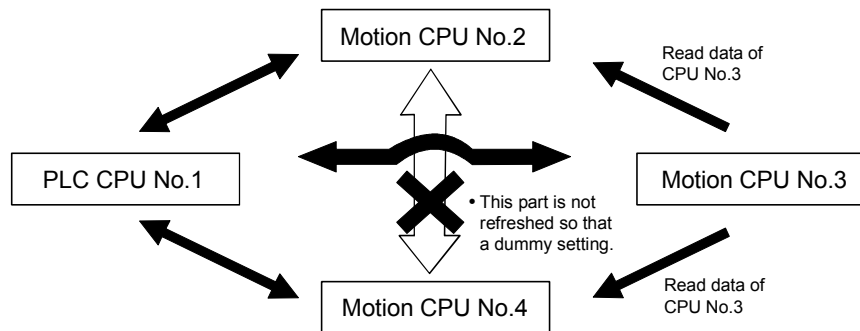 Motion CPU No.2
Read data of
CPU No.3
PLC CPU No.1
Motion CPU No.3
• This part is not
refreshed so that
a dummy setting.
Motion CPU No.4
Read data of
CPU No.3